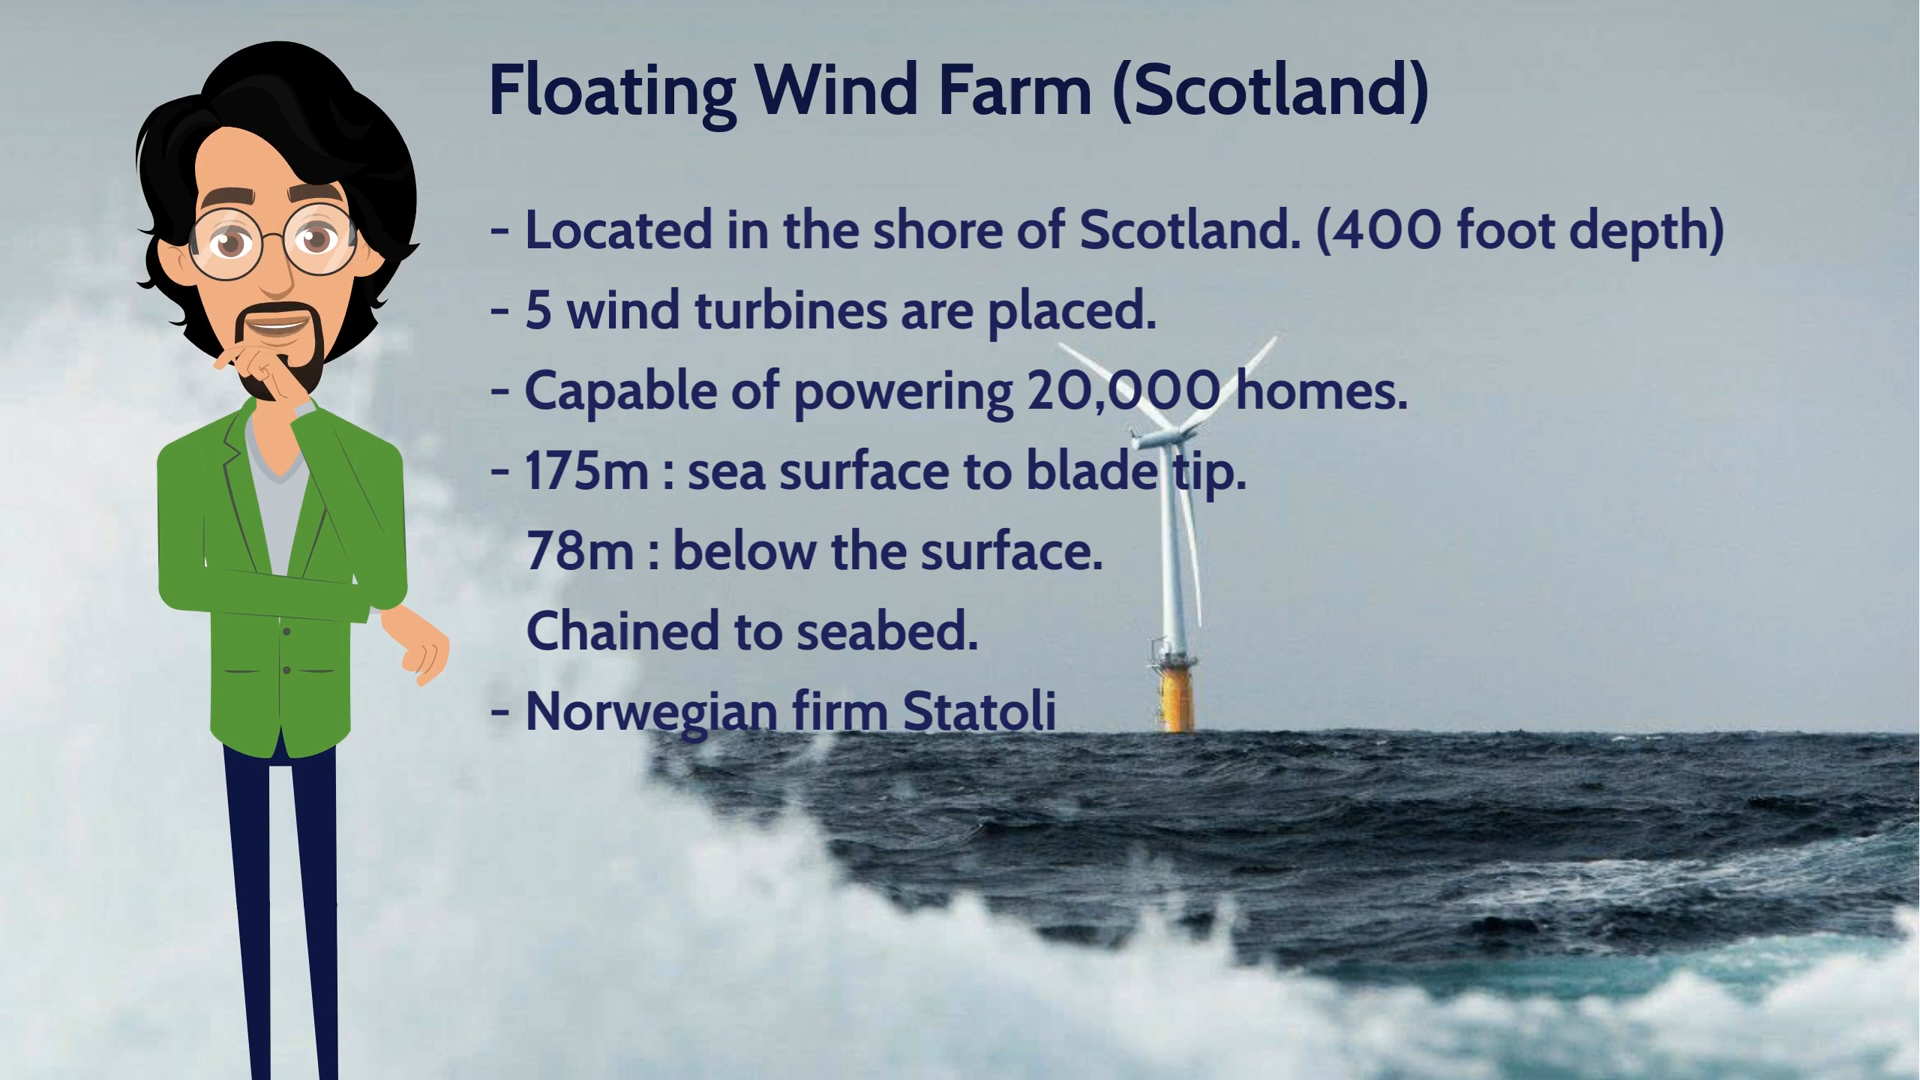 Floating Wind Farm (Scotland)
- Located in the shore of Scotland. (400 foot depth)
- 5 wind turbines are placed.
- Capable of powering 20,000 homes.
- 175m : sea surface to blade tip.
78m : below the surface.
Chained to seabed.
- Norwegian firm Statoli